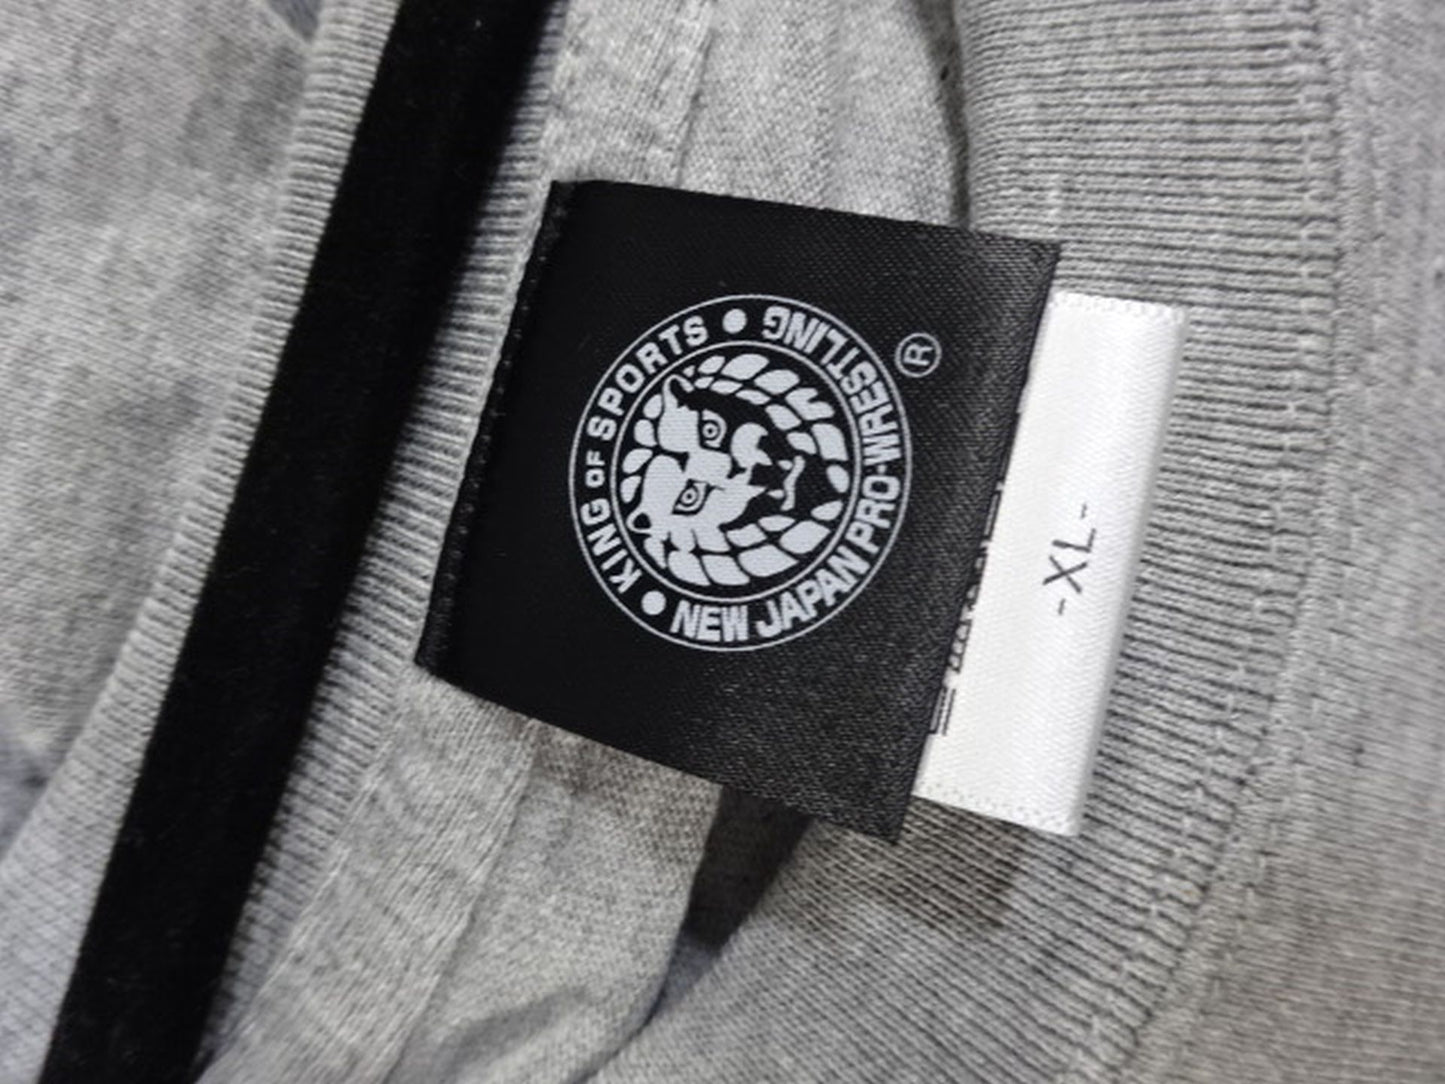 KING OF SPORTS
NEW JAPAN PRO-WRESTLING
®
-XL-